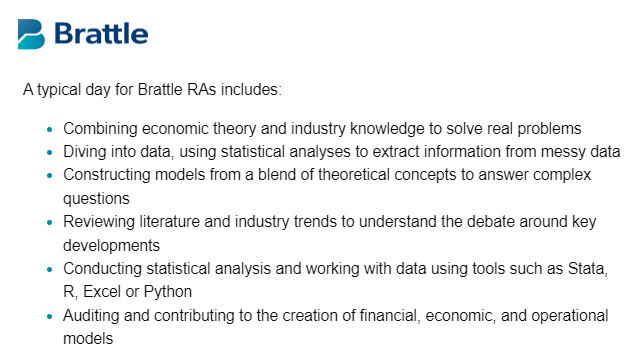 Brattle
A typical day for Brattle RAs includes:
• Combining economic theory and industry knowledge to solve real problems
• Diving into data, using statistical analyses to extract information from messy data
• Constructing models from a blend of theoretical concepts to answer complex
questions
• Reviewing literature and industry trends to understand the debate around key
developments
• Conducting statistical analysis and working with data using tools such as Stata,
R, Excel or Python
• Auditing and contributing to the creation of financial, economic, and operational
models